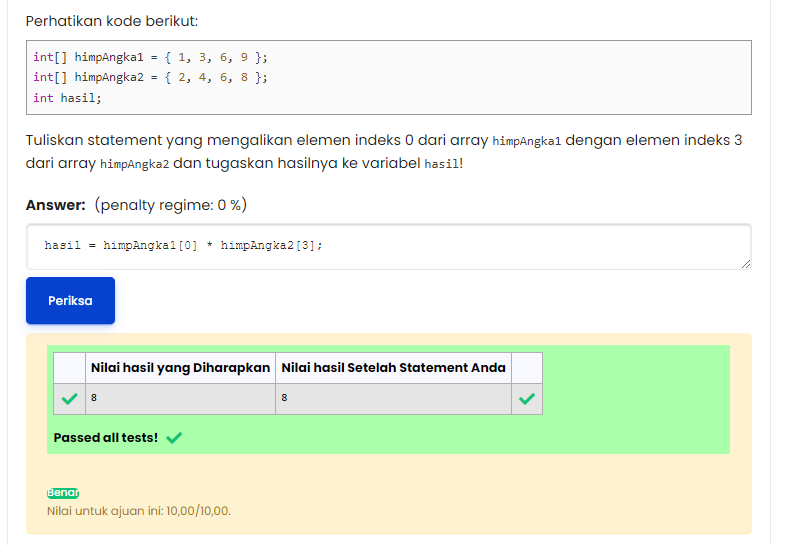 Perhatikan kode berikut:
int[] himpAngka1 = { 1, 3, 6, 9 };
int[] himpAngka2 = { 2, 4, 6, 8 };
int hasil;
Tuliskan statement yang mengalikan elemen indeks 0 dari array himpAngka1 dengan elemen indeks 3
dari array himpAngka2 dan tugaskan hasilnya ke variabel hasil!
Answer: (penalty regime: 0 %)
hasil = himpAngka1[0] * himpAngka2[3];
Periksa
Nilai hasil yang Diharapkan Nilai hasil Setelah Statement Anda
8 8
Passed all tests!
Benar
Nilai untuk ajuan ini: 10,00/10,00.